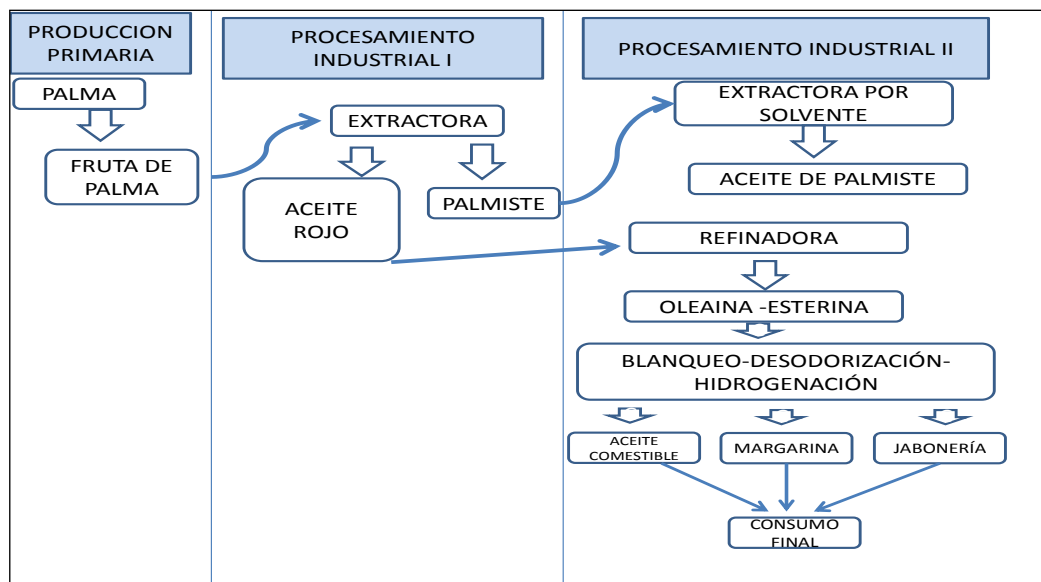 PRODUCCION
PRIMARIA
PALMA
FRUTA DE
PALMA
PROCESAMIENTO
INDUSTRIAL I
EXTRACTORA
ACEITE
ROJO
PALMISTE
PROCESAMIENTO INDUSTRIAL II
EXTRACTORA POR
SOLVENTE
ACEITE DE PALMISTE
REFINADORA
OLEAINA -ESTERINA
BLANQUEO-DESODORIZACIÓN-
HIDROGENACIÓN
ACEITE
COMESTIBLE
MARGARINA
JABONERÍA
CONSUMO
FINAL